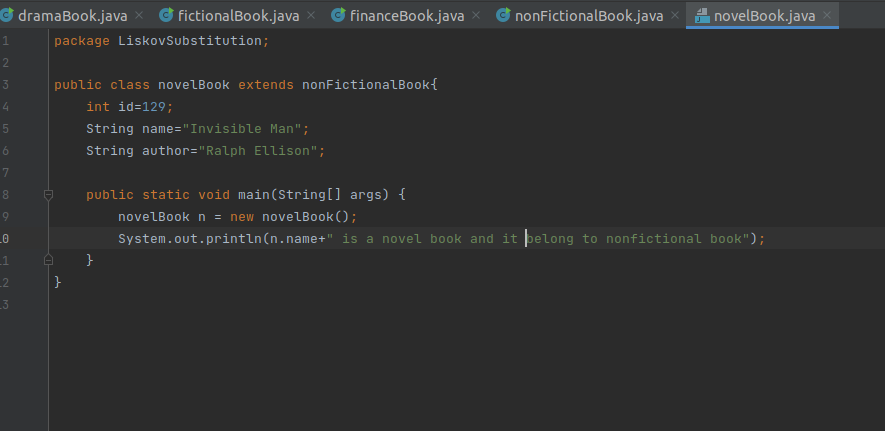 dramaBook.java fictionalBook.java financeBook.java nonFictionalBook.java novelBook.java
1 package LiskovSubstitution;
2
3 public class novelBook extends nonFictionalBook{
4 int id=129;
5 String name="Invisible Man";
6 String author="Ralph Ellison";
7
8 public static void main(String[] args) {
9 novelBook n = new novelBook();
10 System.out.println(n.name+" is a novel book and it belong to nonfictional book");
11 }
12 }
13